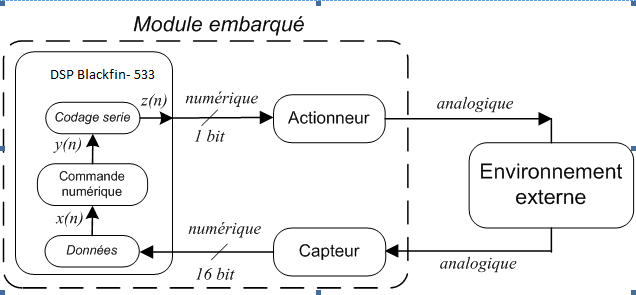 Module embarqué
DSP Blackfin- 533
z(n)
numérique
1 bit
Codage serie
Actionneur
analogique
y(n)
Commande
numérique
Environnement
externe
x(n)
Données
numérique
16 bit
Capteur
analogique